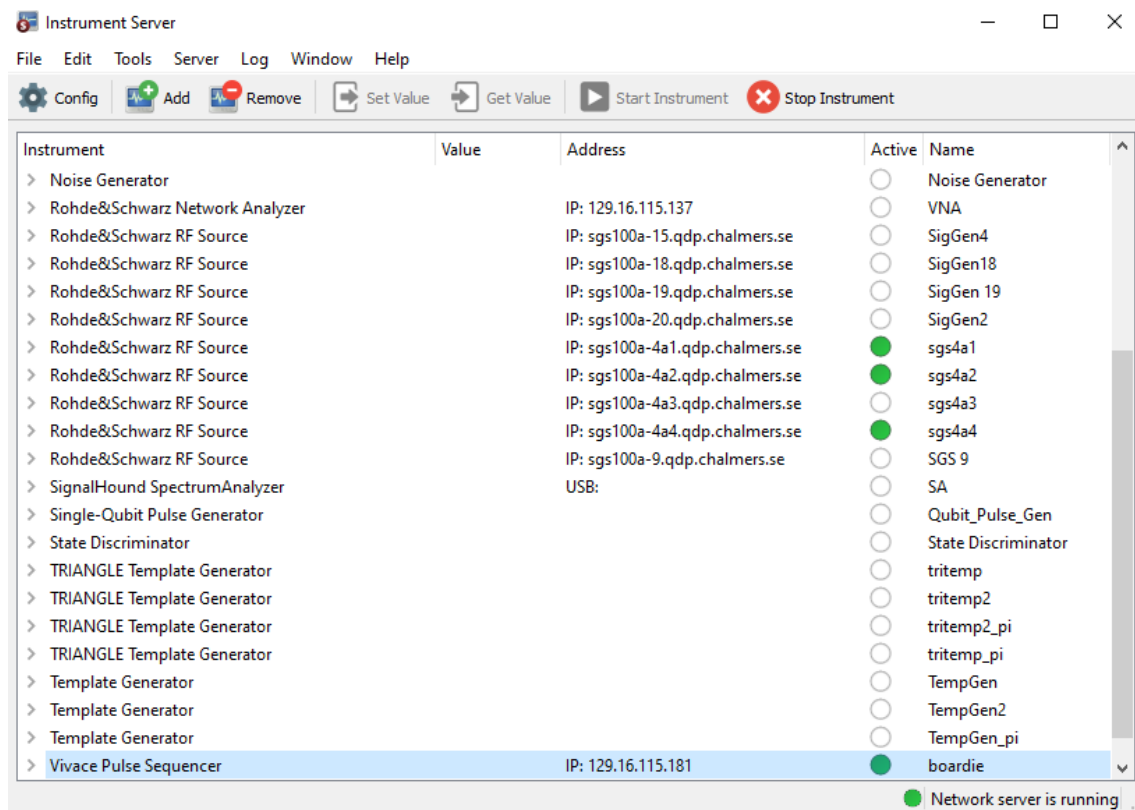 Instrument Server
File Edit Tools Server Log Window Help
Config Add Remove Set Value Get Value Start Instrument Stop Instrument
Instrument Value Address Active Name
Noise Generator Noise Generator
Rohde&Schwarz Network Analyzer IP: 129.16.115.137 VNA
Rohde&Schwarz RF Source IP: sgs100a-15.qdp.chalmers.se SigGen4
Rohde&Schwarz RF Source IP: sgs100a-18.qdp.chalmers.se SigGen18
Rohde&Schwarz RF Source IP: sgs100a-19.qdp.chalmers.se SigGen 19
Rohde&Schwarz RF Source IP: sgs100a-20.qdp.chalmers.se SigGen2
Rohde&Schwarz RF Source IP: sgs100a-4a1.qdp.chalmers.se sgs4a1
Rohde&Schwarz RF Source IP: sgs100a-4a2.qdp.chalmers.se sgs4a2
Rohde&Schwarz RF Source IP: sgs100a-4a3.qdp.chalmers.se sgs4a3
Rohde&Schwarz RF Source IP: sgs100a-4a4.qdp.chalmers.se sgs4a4
Rohde&Schwarz RF Source IP: sgs100a-9.qdp.chalmers.se SGS 9
SignalHound SpectrumAnalyzer USB: SA
Single-Qubit Pulse Generator Qubit_Pulse_Gen
State Discriminator State Discriminator
TRIANGLE Template Generator tritemp
TRIANGLE Template Generator tritemp2
TRIANGLE Template Generator tritemp2_pi
TRIANGLE Template Generator tritemp_pi
Template Generator TempGen
Template Generator TempGen2
Template Generator TempGen_pi
Vivace Pulse Sequencer IP: 129.16.115.181 boardie
Network server is running